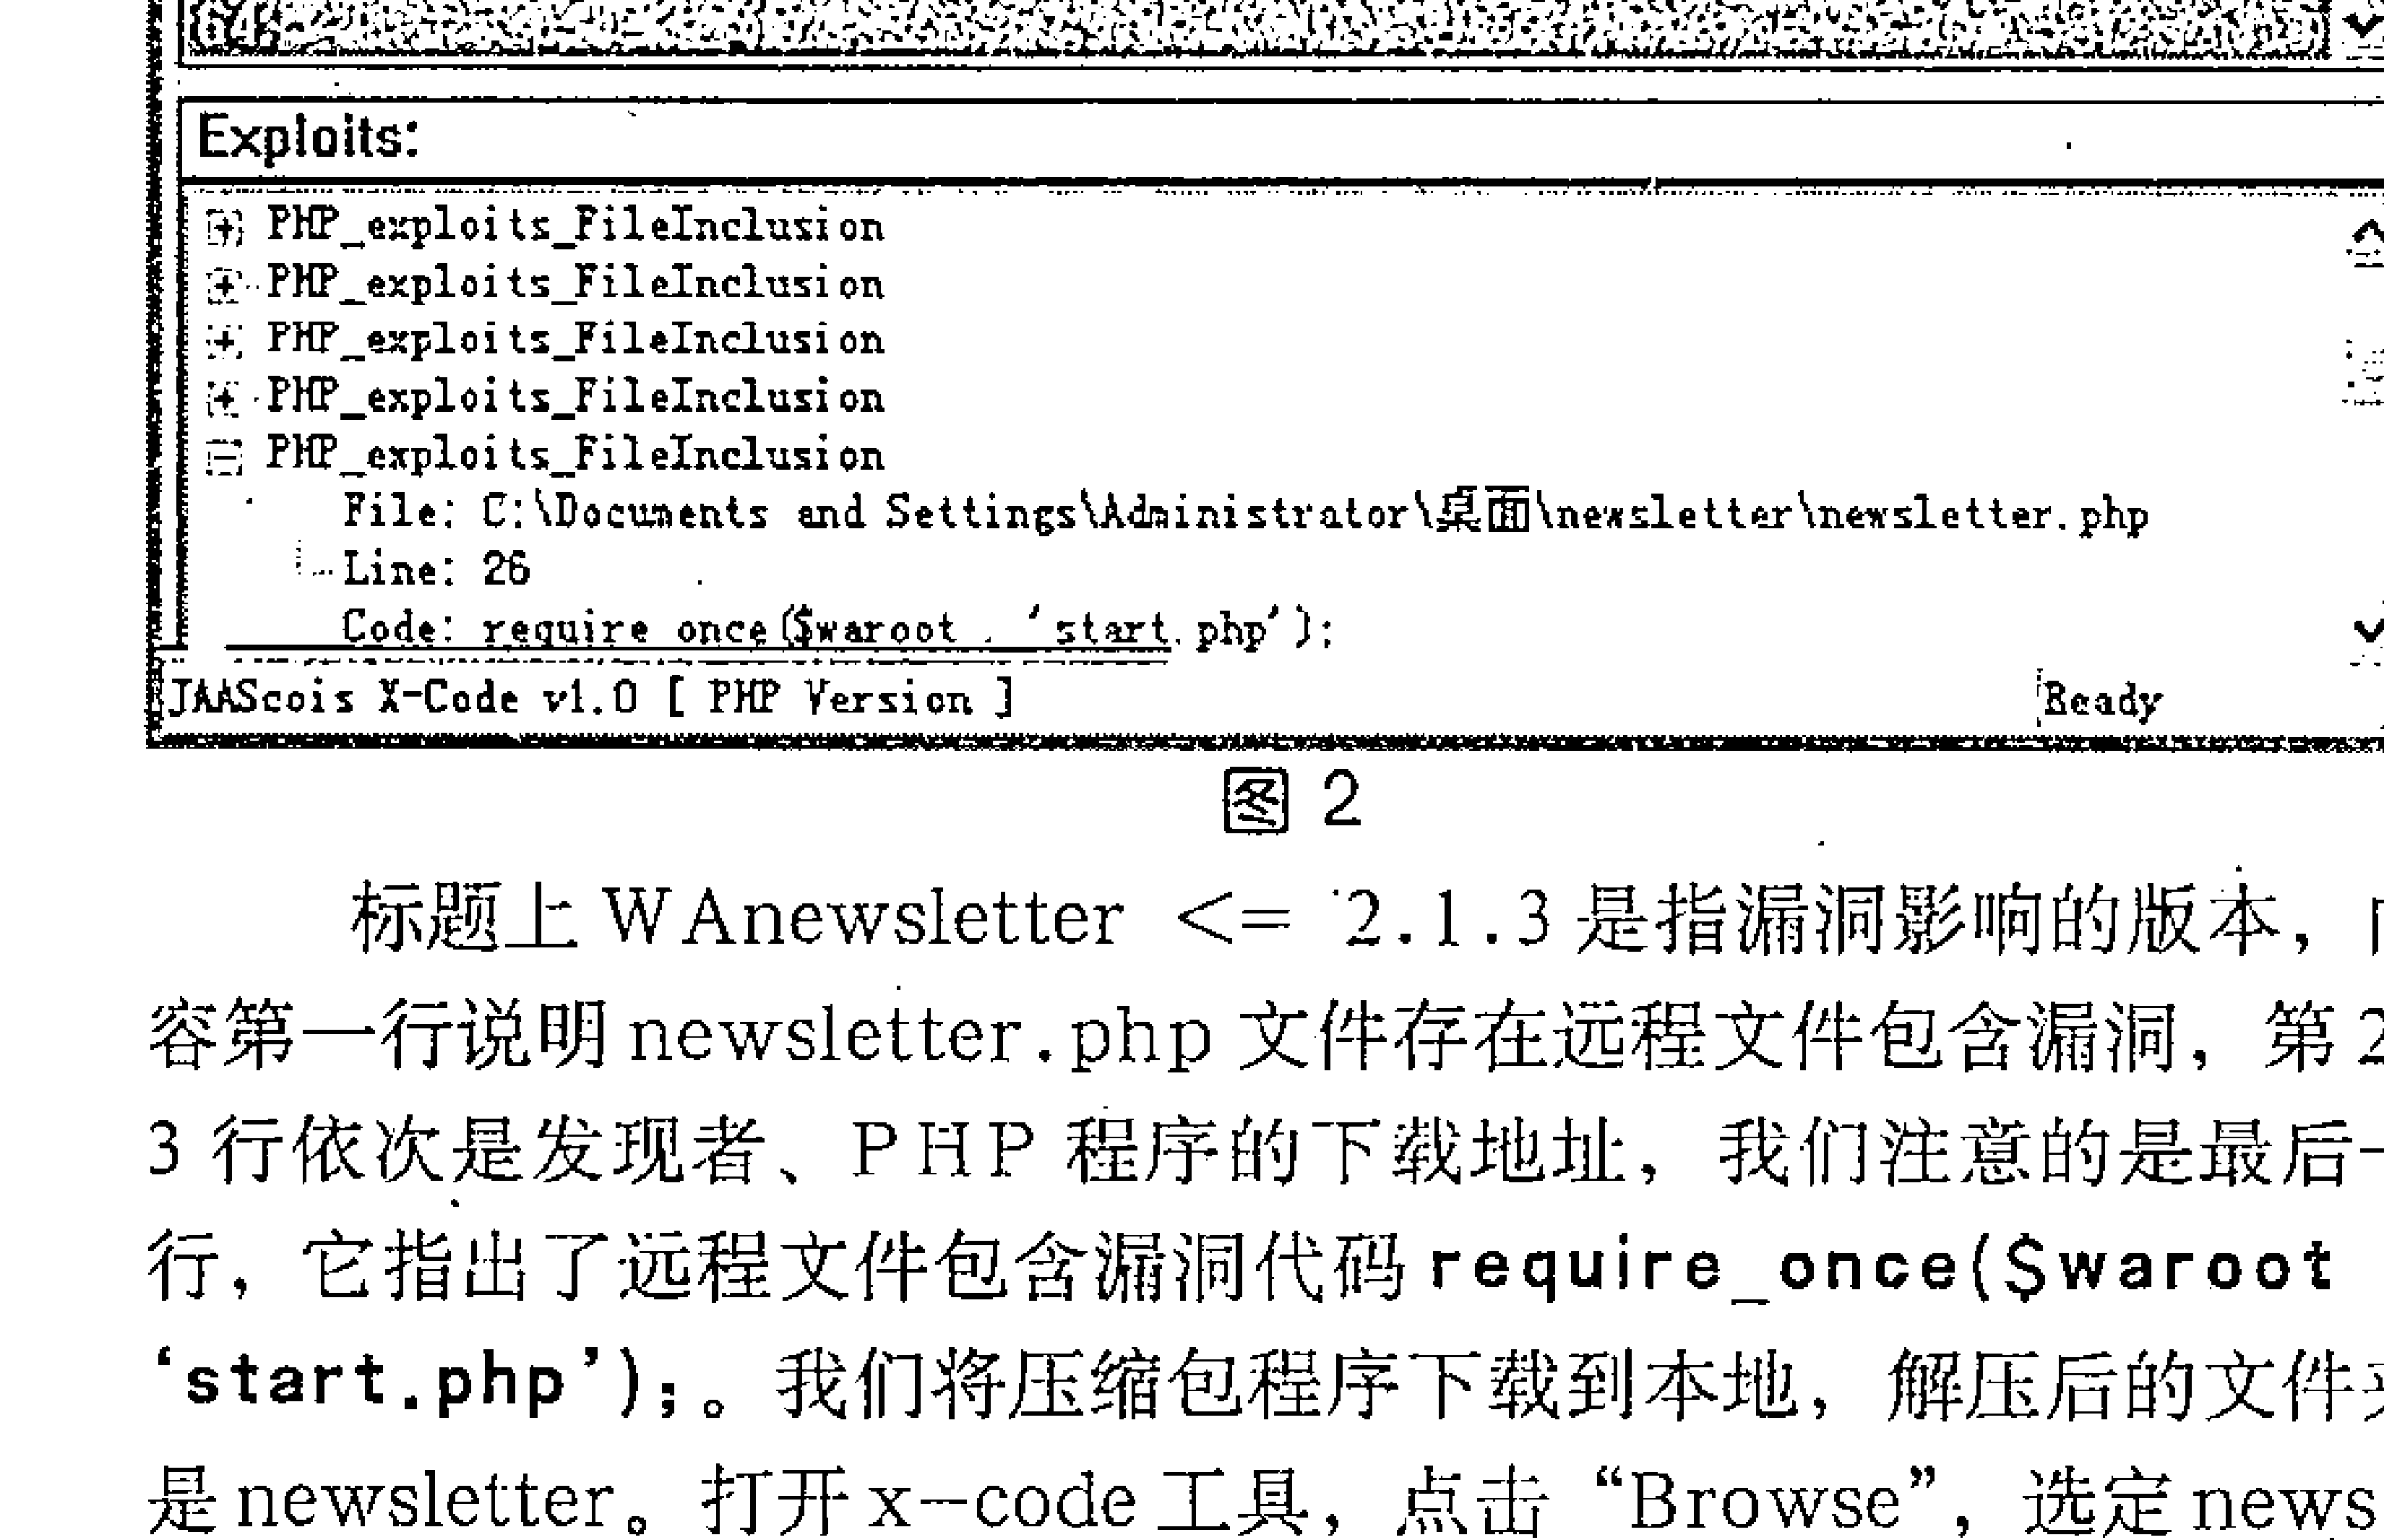 64
Exploits:
PHP_exploits_FileInclusion
PHP_exploits_FileInclusion
PHP_exploits_FileInclusion
PHP_exploits_FileInclusion
PHP_exploits_FileInclusion
File: C:\Documents and Settings\Administrator\桌面\newsletter\newsletter.php
Line: 26
Code: require_once($waroot . 'start.php');
JAAScois X-Code v1.0 [ PHP Version ] Ready
图 2
标题上 WAnewsletter <= 2.1.3 是指漏洞影响的版本，
容第一行说明 newsletter.php 文件存在远程文件包含漏洞，第 2
3 行依次是发现者、PHP 程序的下载地址，我们注意的是最后一
行，它指出了远程文件包含漏洞代码 require_once($waroot
‘start.php’);。我们将压缩包程序下载到本地，解压后的文件
是 newsletter。打开 x-code 工具，点击“Browse”，选定 news